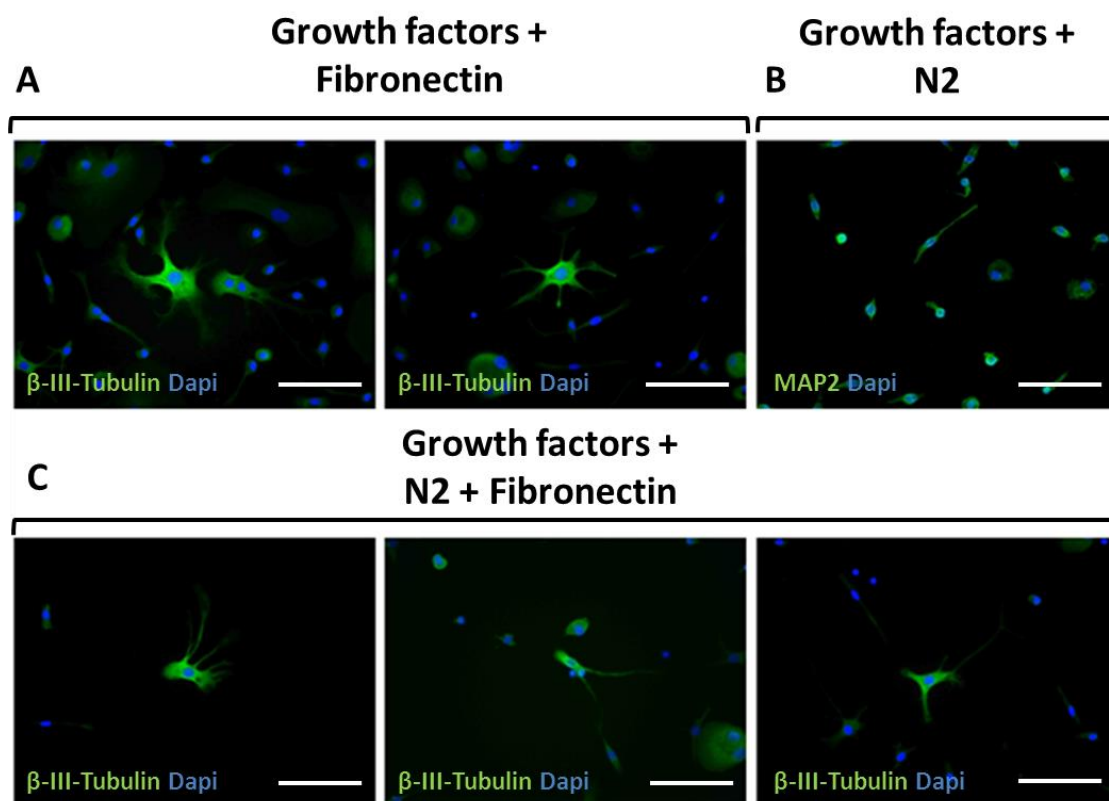 Growth factors +
Fibronectin
A
Growth factors +
N2
B
β-III-Tubulin Dapi
β-III-Tubulin Dapi
MAP2 Dapi
Growth factors +
N2 + Fibronectin
C
β-III-Tubulin Dapi
β-III-Tubulin Dapi
β-III-Tubulin Dapi